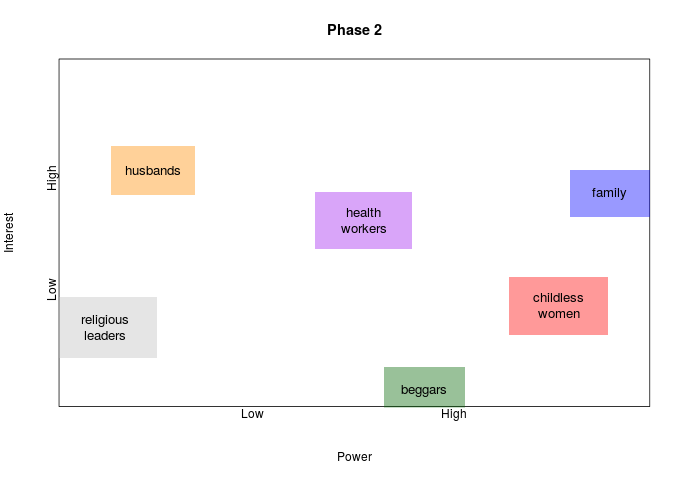 Phase 2
husbands
health
workers
family
childless
women
religious
leaders
beggars
Low
High
Power
Low
High
Interest